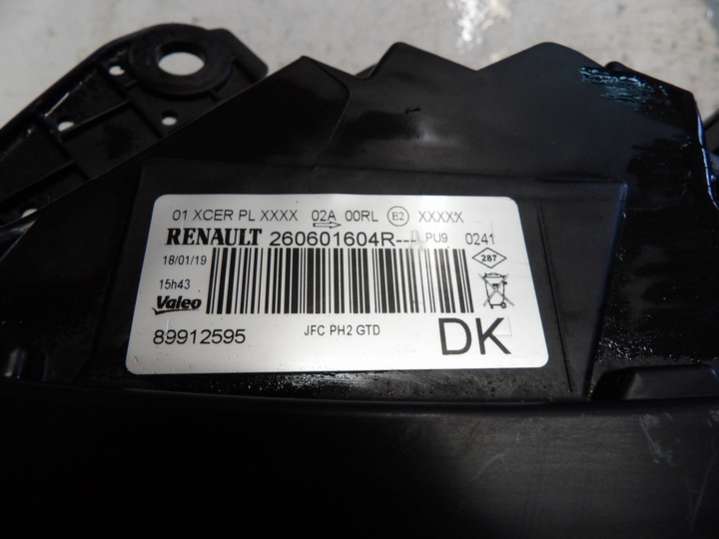 01 XCER PL XXXX 02A 00RL E2 XXXXX
RENAULT 260601604R-- PU9 0241
18/01/19 287
15h43
Valeo
89912595 JFC PH2 GTD DK